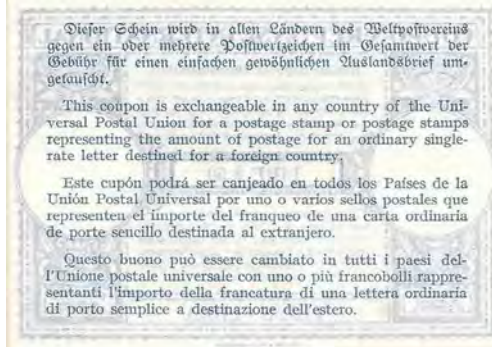 Dieser Schein wird in allen Ländern des Weltpostvereins
gegen ein oder mehrere Postwertzeichen im Gesamtwert der
Gebühr für einen einfachen gewöhnlichen Auslandsbrief um-
getauscht.
This coupon is exchangeable in any country of the Uni-
versal Postal Union for a postage stamp or postage stamps
representing the amount of postage for an ordinary single-
rate letter destined for a foreign country.
Este cupón podrá ser canjeado en todos los Países de la
Unión Postal Universal por uno o varios sellos postales que
representen el importe del franqueo de una carta ordinaria
de porte sencillo destinada al extranjero.
Questo buono può essere cambiato in tutti i paesi del-
l'Unione postale universale con uno o più francobolli rappre-
sentanti l'importo della francatura di una lettera ordinaria
di porto semplice a destinazione dell'estero.